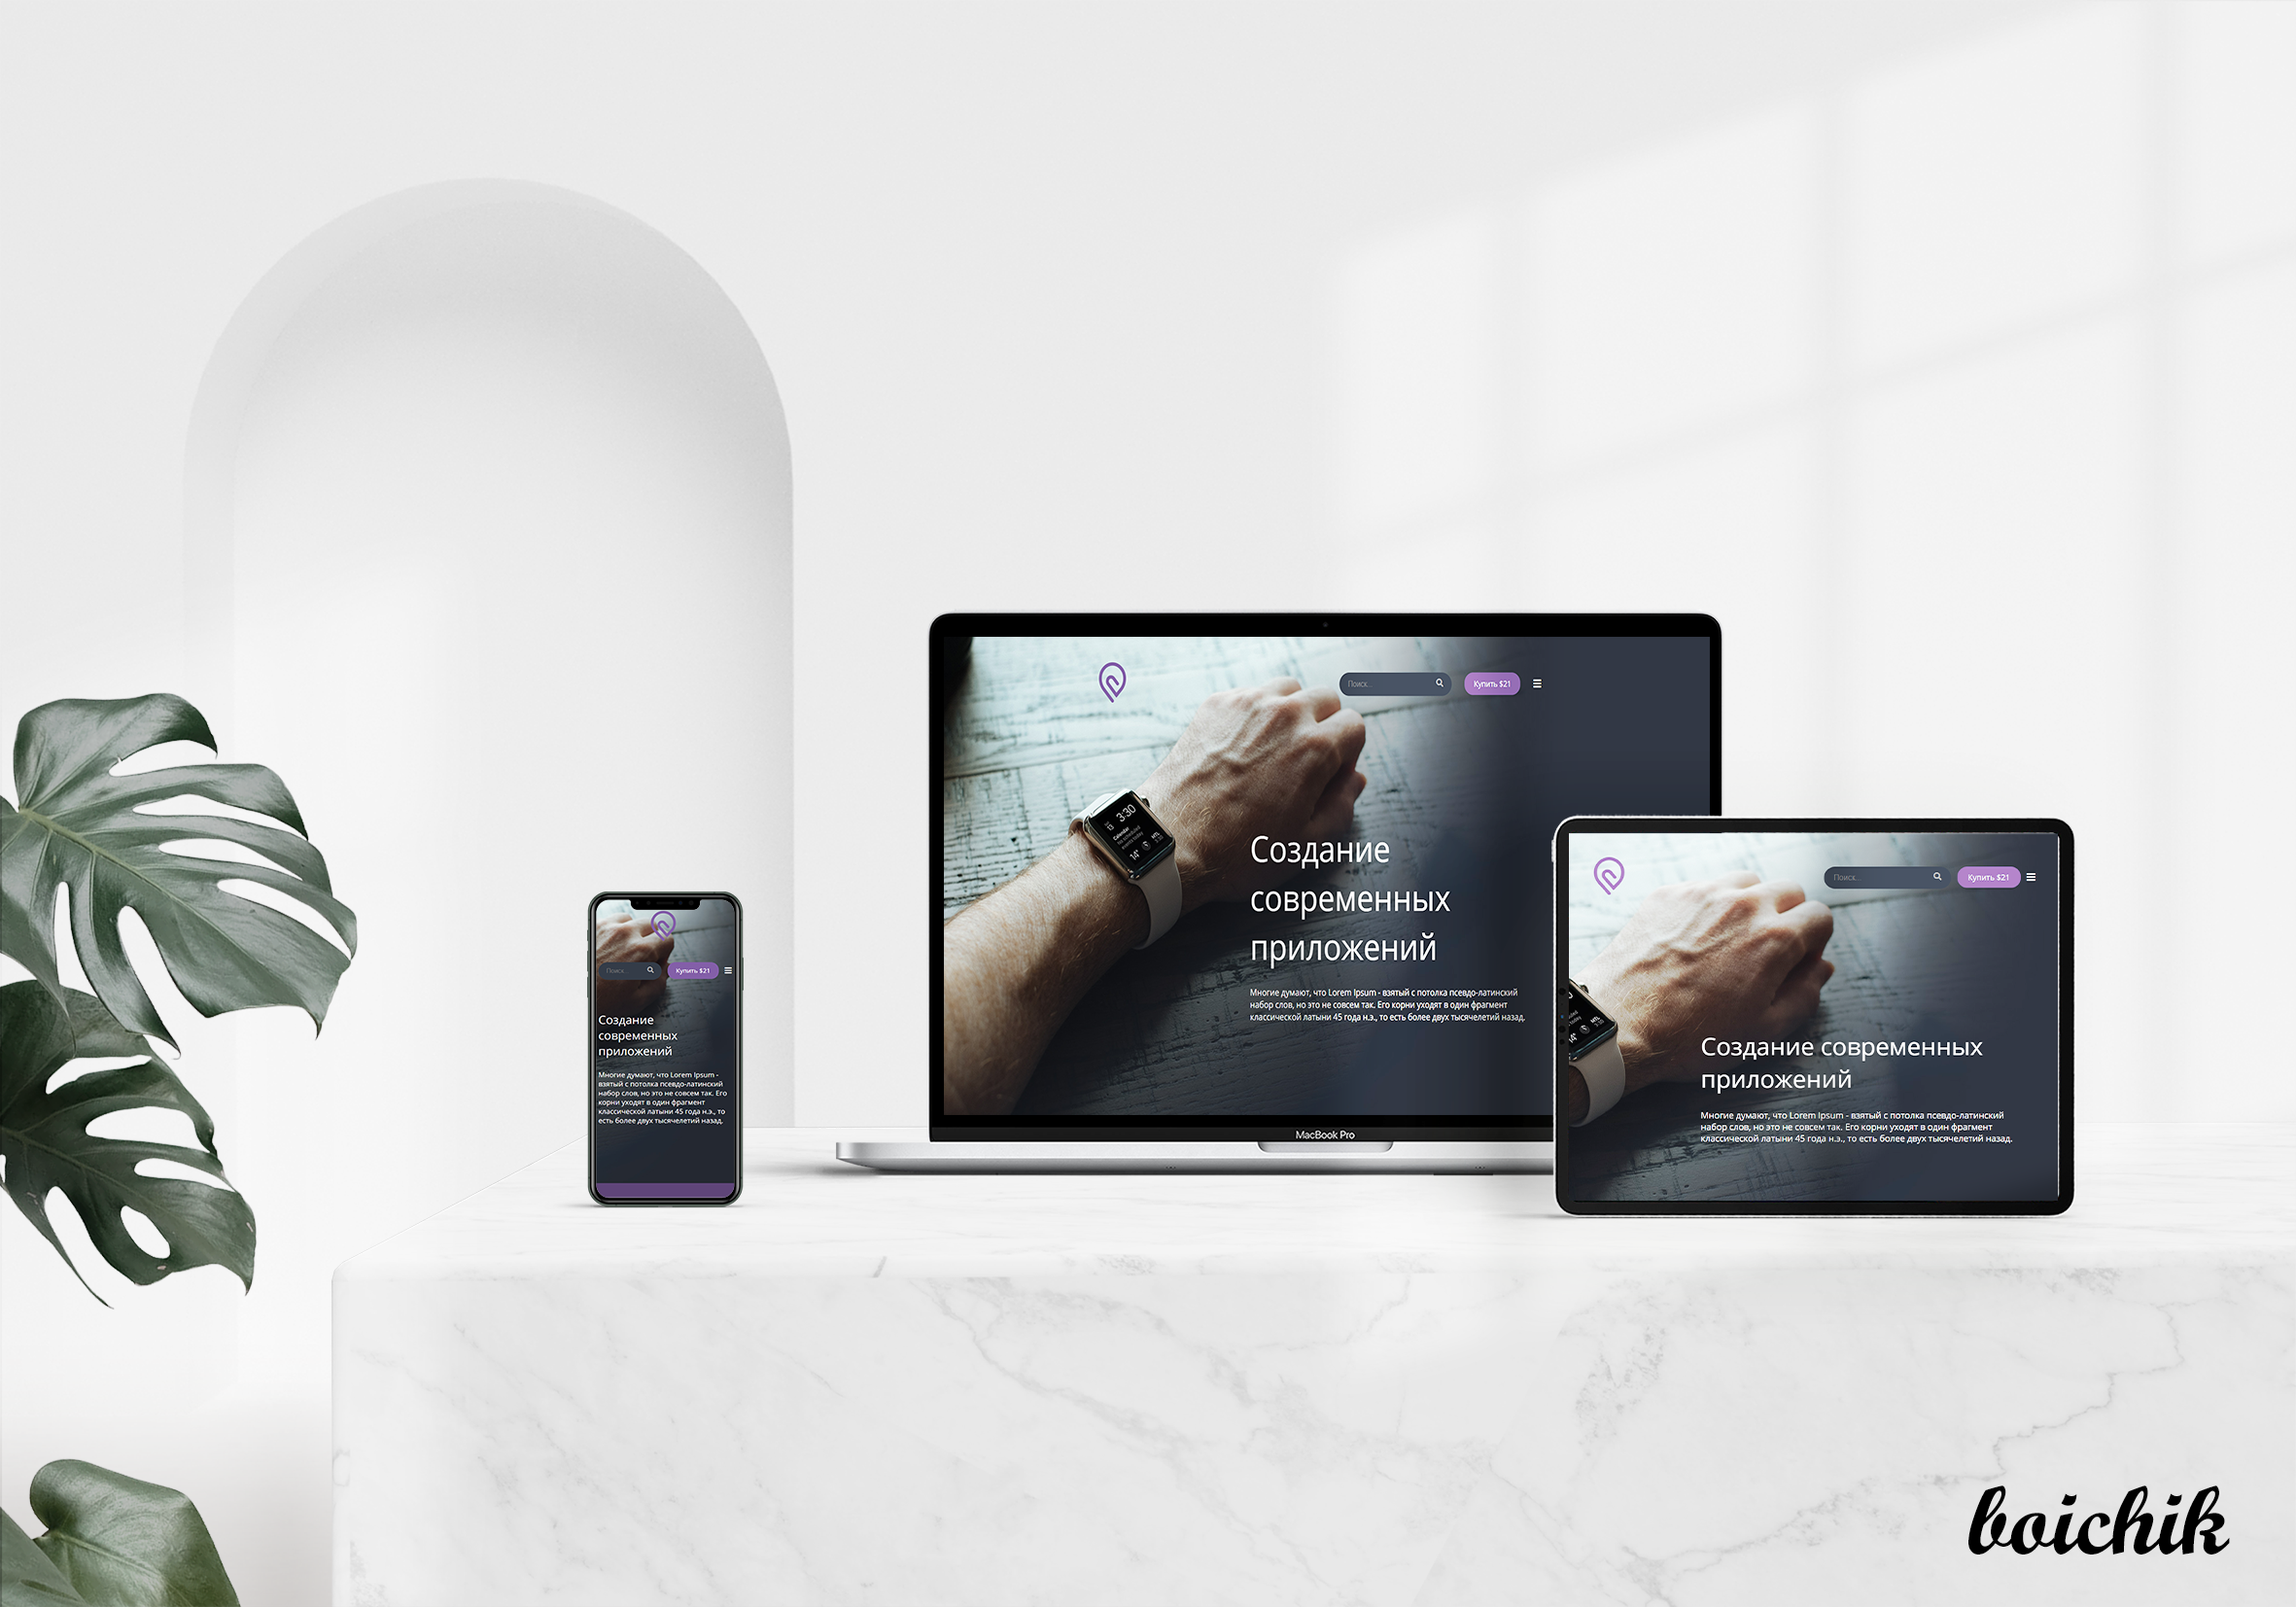 Поиск...
Купить $21
Создание
современных
приложений
Многие думают, что Lorem Ipsum -
взятый с потолка псевдо-латинский
набор слов, но это не совсем так. Его
корни уходят в один фрагмент
классической латыни 45 года н.э., то
есть более двух тысячелетий назад.
Поиск...
Купить $21
3:30
13
Calendar
14°
Создание
современных
приложений
Многие думают, что Lorem Ipsum - взятый с потолка псевдо-латинский
набор слов, но это не совсем так. Его корни уходят в один фрагмент
классической латыни 45 года н.э., то есть более двух тысячелетий назад.
MacBook Pro
Поиск...
Купить $21
Создание современных
приложений
Многие думают, что Lorem Ipsum - взятый с потолка псевдо-латинский
набор слов, но это не совсем так. Его корни уходят в один фрагмент
классической латыни 45 года н.э., то есть более двух тысячелетий назад.
boichik